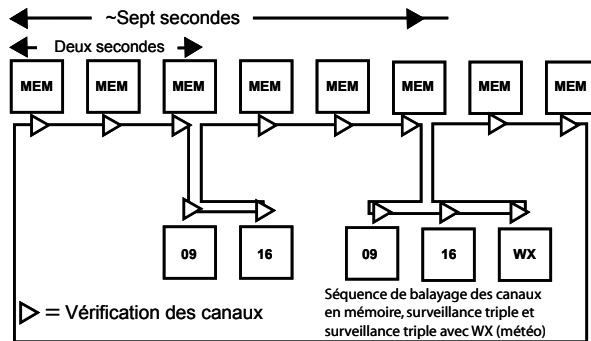 ~Sept secondes
Deux secondes
MEM MEM MEM MEM MEM MEM MEM MEM
09 16 09 16 WX
= Vérification des canaux
Séquence de balayage des canaux
en mémoire, surveillance triple et
surveillance triple avec WX (météo)